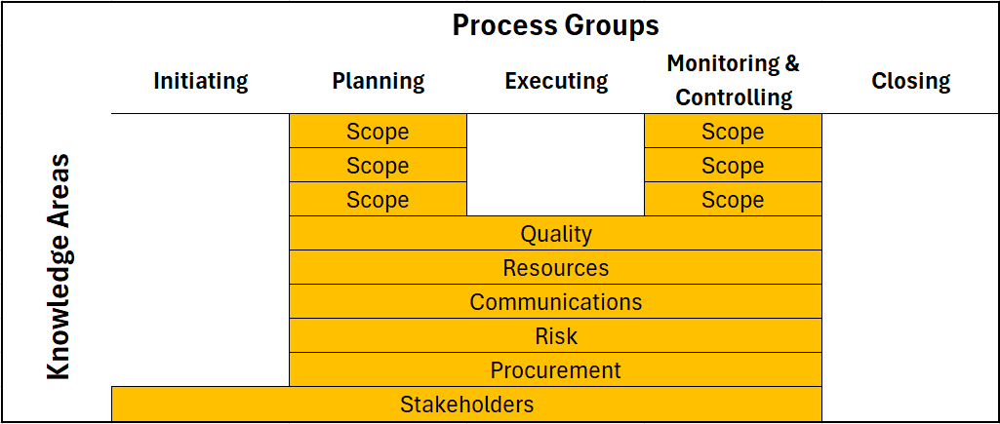 Process Groups
Initiating Planning Executing Monitoring &
Controlling Closing
Knowledge Areas
Scope Scope
Scope Scope
Scope Scope
Quality
Resources
Communications
Risk
Procurement
Stakeholders